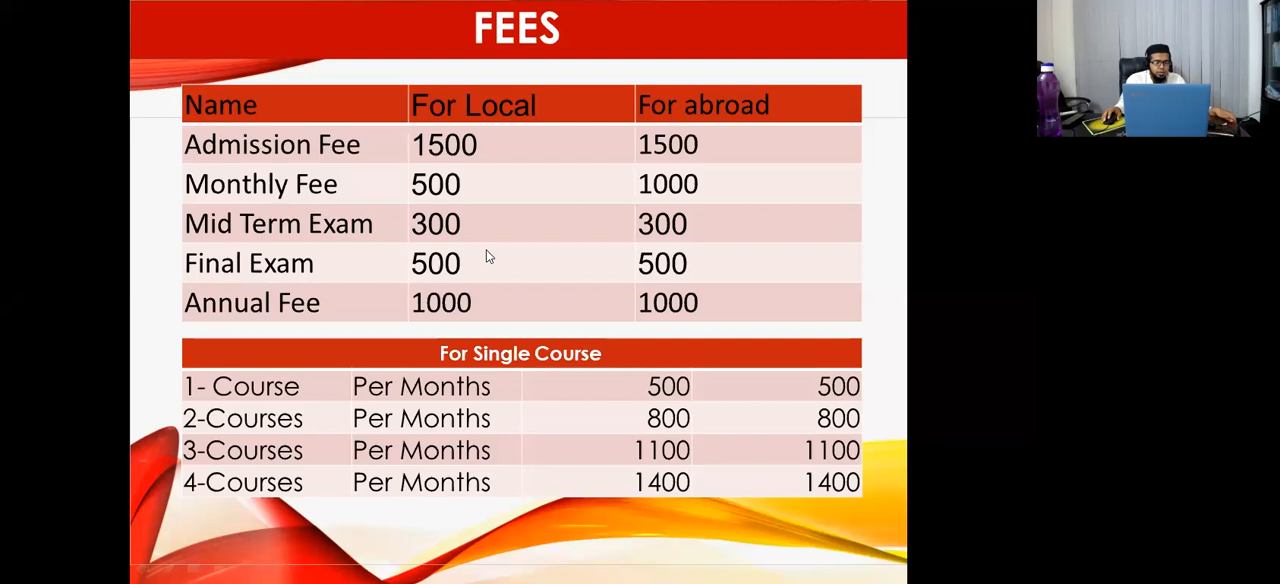 FEES
Name For Local For abroad
Admission Fee 1500 1500
Monthly Fee 500 1000
Mid Term Exam 300 300
Final Exam 500 500
Annual Fee 1000 1000
For Single Course
1- Course Per Months 500 500
2-Courses Per Months 800 800
3-Courses Per Months 1100 1100
4-Courses Per Months 1400 1400